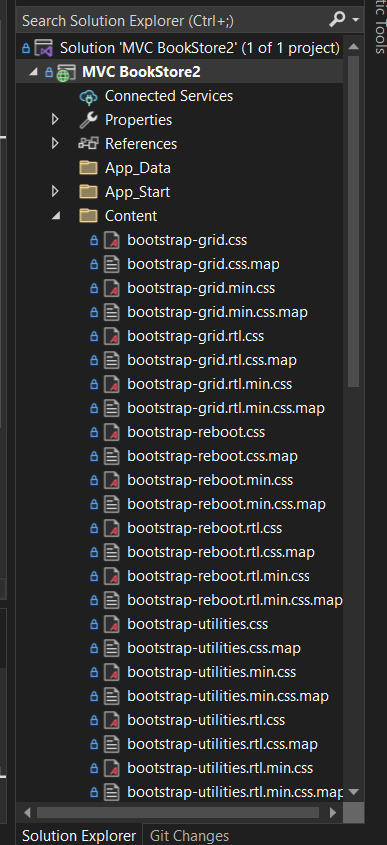 Search Solution Explorer (Ctrl+;)
Solution 'MVC BookStore2' (1 of 1 project)
MVC BookStore2
Connected Services
Properties
References
App_Data
App_Start
Content
bootstrap-grid.css
bootstrap-grid.css.map
bootstrap-grid.min.css
bootstrap-grid.min.css.map
bootstrap-grid.rtl.css
bootstrap-grid.rtl.css.map
bootstrap-grid.rtl.min.css
bootstrap-grid.rtl.min.css.map
bootstrap-reboot.css
bootstrap-reboot.css.map
bootstrap-reboot.min.css
bootstrap-reboot.min.css.map
bootstrap-reboot.rtl.css
bootstrap-reboot.rtl.css.map
bootstrap-reboot.rtl.min.css
bootstrap-reboot.rtl.min.css.map
bootstrap-utilities.css
bootstrap-utilities.css.map
bootstrap-utilities.min.css
bootstrap-utilities.min.css.map
bootstrap-utilities.rtl.css
bootstrap-utilities.rtl.css.map
bootstrap-utilities.rtl.min.css
bootstrap-utilities.rtl.min.css.map
Solution Explorer Git Changes
tic Tools